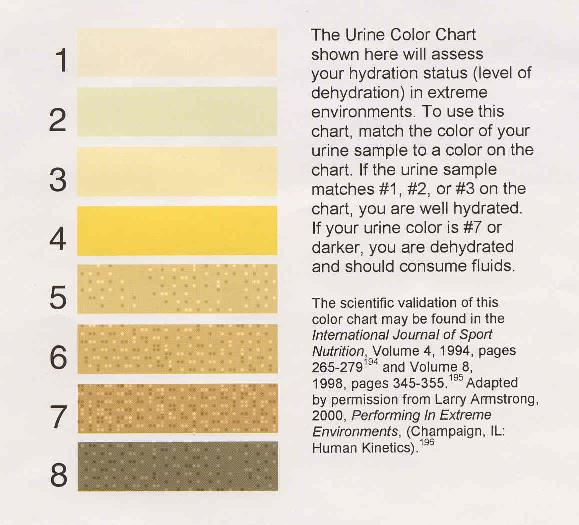 1
2
3
4
5
6
7
8
The Urine Color Chart
shown here will assess
your hydration status (level of
dehydration) in extreme
environments. To use this
chart, match the color of your
urine sample to a color on the
chart. If the urine sample
matches #1, #2, or #3 on the
chart, you are well hydrated.
If your urine color is #7 or
darker, you are dehydrated
and should consume fluids.
The scientific validation of this
color chart may be found in the
International Journal of Sport
Nutrition, Volume 4, 1994, pages
265-279¹⁹⁴ and Volume 8,
1998, pages 345-355.¹⁹⁵ Adapted
by permission from Larry Armstrong,
2000, Performing In Extreme
Environments, (Champaign, IL:
Human Kinetics).¹⁹⁶